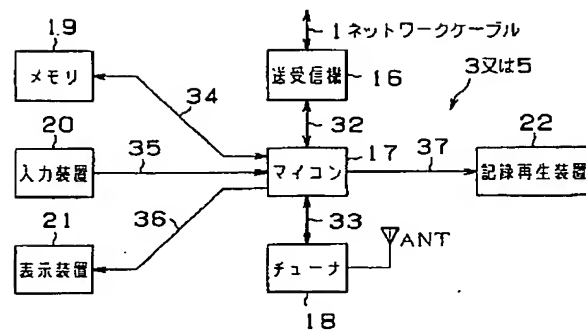 1 ネットワークケーブル
19
メモリ
送受信機
16
3又は5
34
32
20
入力装置
35
マイコン
17
37
22
記録再生装置
36
33
21
表示装置
ANT
チューナ
18